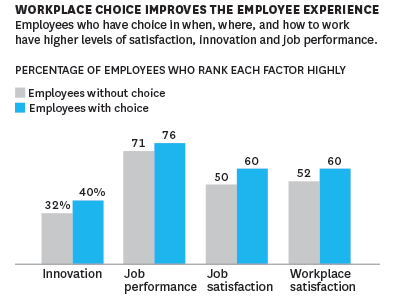 WORKPLACE CHOICE IMPROVES THE EMPLOYEE EXPERIENCE
Employees who have choice in when, where, and how to work
have higher levels of satisfaction, innovation and job performance.
PERCENTAGE OF EMPLOYEES WHO RANK EACH FACTOR HIGHLY
Employees without choice
Employees with choice
32% 40% 71 76 50 60 52 60
Innovation Job Job Workplace
performance satisfaction satisfaction